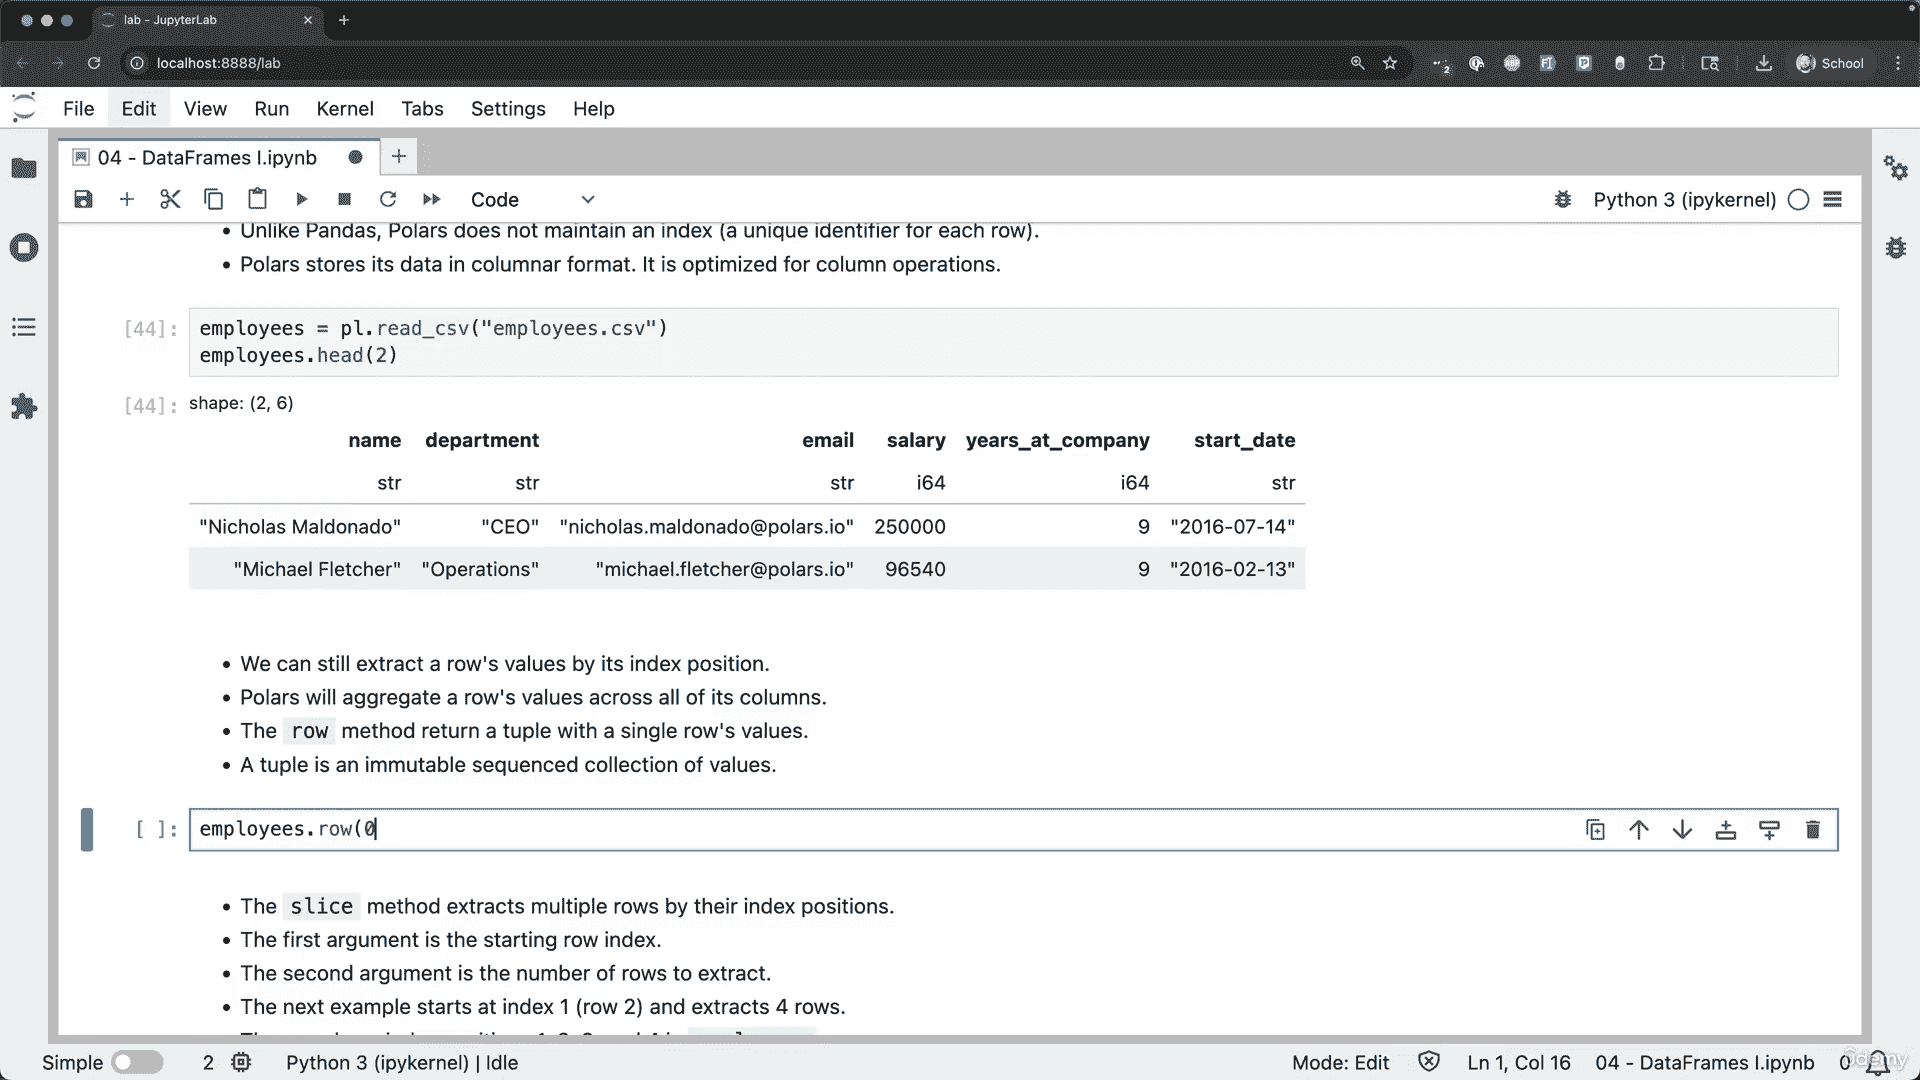 lab - JupyterLab
localhost:8888/lab
2
ABP
School
File Edit View Run Kernel Tabs Settings Help
04 - DataFrames I.ipynb
Code
Python 3 (ipykernel)
• Unlike Pandas, Polars does not maintain an index (a unique identifier for each row).
• Polars stores its data in columnar format. It is optimized for column operations.
[44]: employees = pl.read_csv("employees.csv")
employees.head(2)
[44]: shape: (2, 6)
name department email salary years_at_company start_date
str str str i64 i64 str
"Nicholas Maldonado" "CEO" "nicholas.maldonado@polars.io" 250000 9 "2016-07-14"
"Michael Fletcher" "Operations" "michael.fletcher@polars.io" 96540 9 "2016-02-13"
• We can still extract a row's values by its index position.
• Polars will aggregate a row's values across all of its columns.
• The row method return a tuple with a single row's values.
• A tuple is an immutable sequenced collection of values.
[ ]: employees.row(0
• The slice method extracts multiple rows by their index positions.
• The first argument is the starting row index.
• The second argument is the number of rows to extract.
• The next example starts at index 1 (row 2) and extracts 4 rows.
Simple 2 Python 3 (ipykernel) | Idle Mode: Edit Ln 1, Col 16 04 - DataFrames I.ipynb 0
udemy